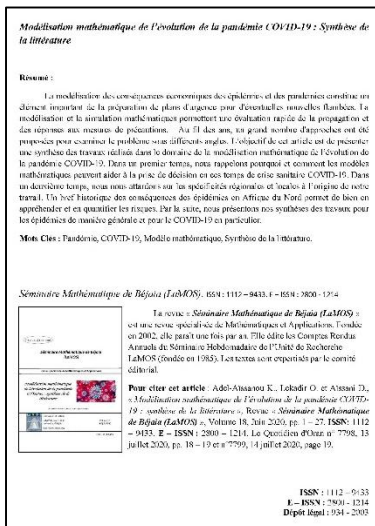 Modélisation mathématique de l'évolution de la pandémie COVID-19 : Synthèse de
la littérature
Résumé :
La modélisation des conséquences économiques des épidémies et des pandémies constitue un
élément important de la préparation de plans d'urgence pour d'éventuelles nouvelles flambées. La
modélisation et la simulation mathématiques permettent une évaluation rapide de la propagation et
des réponses aux mesures de précautions. Au fil des ans, un grand nombre d'approches ont été
proposées pour examiner le problème sous différents angles. L'objectif de cet article est de présenter
une synthèse des travaux réalisés dans le domaine de la modélisation mathématique de l'évolution de
la pandémie COVID-19. Dans un premier temps, nous rappelons pourquoi et comment les modèles
mathématiques peuvent aider à la prise de décision en ces temps de crise sanitaire COVID-19. Dans
un deuxième temps, nous nous attardons sur les spécificités régionales et locales à l'origine de notre
travail. Un bref historique des conséquences des épidémies en Afrique du Nord permet de bien en
appréhender et en quantifier les risques. Par la suite, nous présentons nos synthèses des travaux pour
les épidémies de manière générale et pour le COVID-19 en particulier.
Mots Clés : Pandémie, COVID-19, Modèle mathématique, Synthèse de la littérature.
Séminaire Mathématique de Béjaia (LaMOS). ISSN : 1112 – 9433. E – ISSN : 2800 - 1214
La revue « Séminaire Mathématique de Béjaia (LaMOS) »
est une revue spécialisée de Mathématiques et Applications. Fondée
en 2002, elle paraît une fois par an. Elle édite les Comptes Rendus
Annuels du Séminaire Hebdomadaire de l'Unité de Recherche
LaMOS (fondée en 1985). Les textes sont expertisés par le comité
éditorial.
Pour citer cet article : Adel-Aissanou K., Lekadir O. et Aissani D.,
« Modélisation mathématique de l'évolution de la pandémie COVID-
19 : synthèse de la littérature », Revue « Séminaire Mathématique
de Béjaia (LaMOS) », Volume 18, Juin 2020, pp. 1 – 27. ISSN: 1112
– 9433. E – ISSN : 2800 – 1214. Le Quotidien d'Oran n° 7798, 13
juillet 2020, pp. 18 – 19 et n°7799, 14 juillet 2020, page 19.
ISSN : 1112 – 9433
E – ISSN : 2800 - 1214
Dépôt légal : 934 - 2003